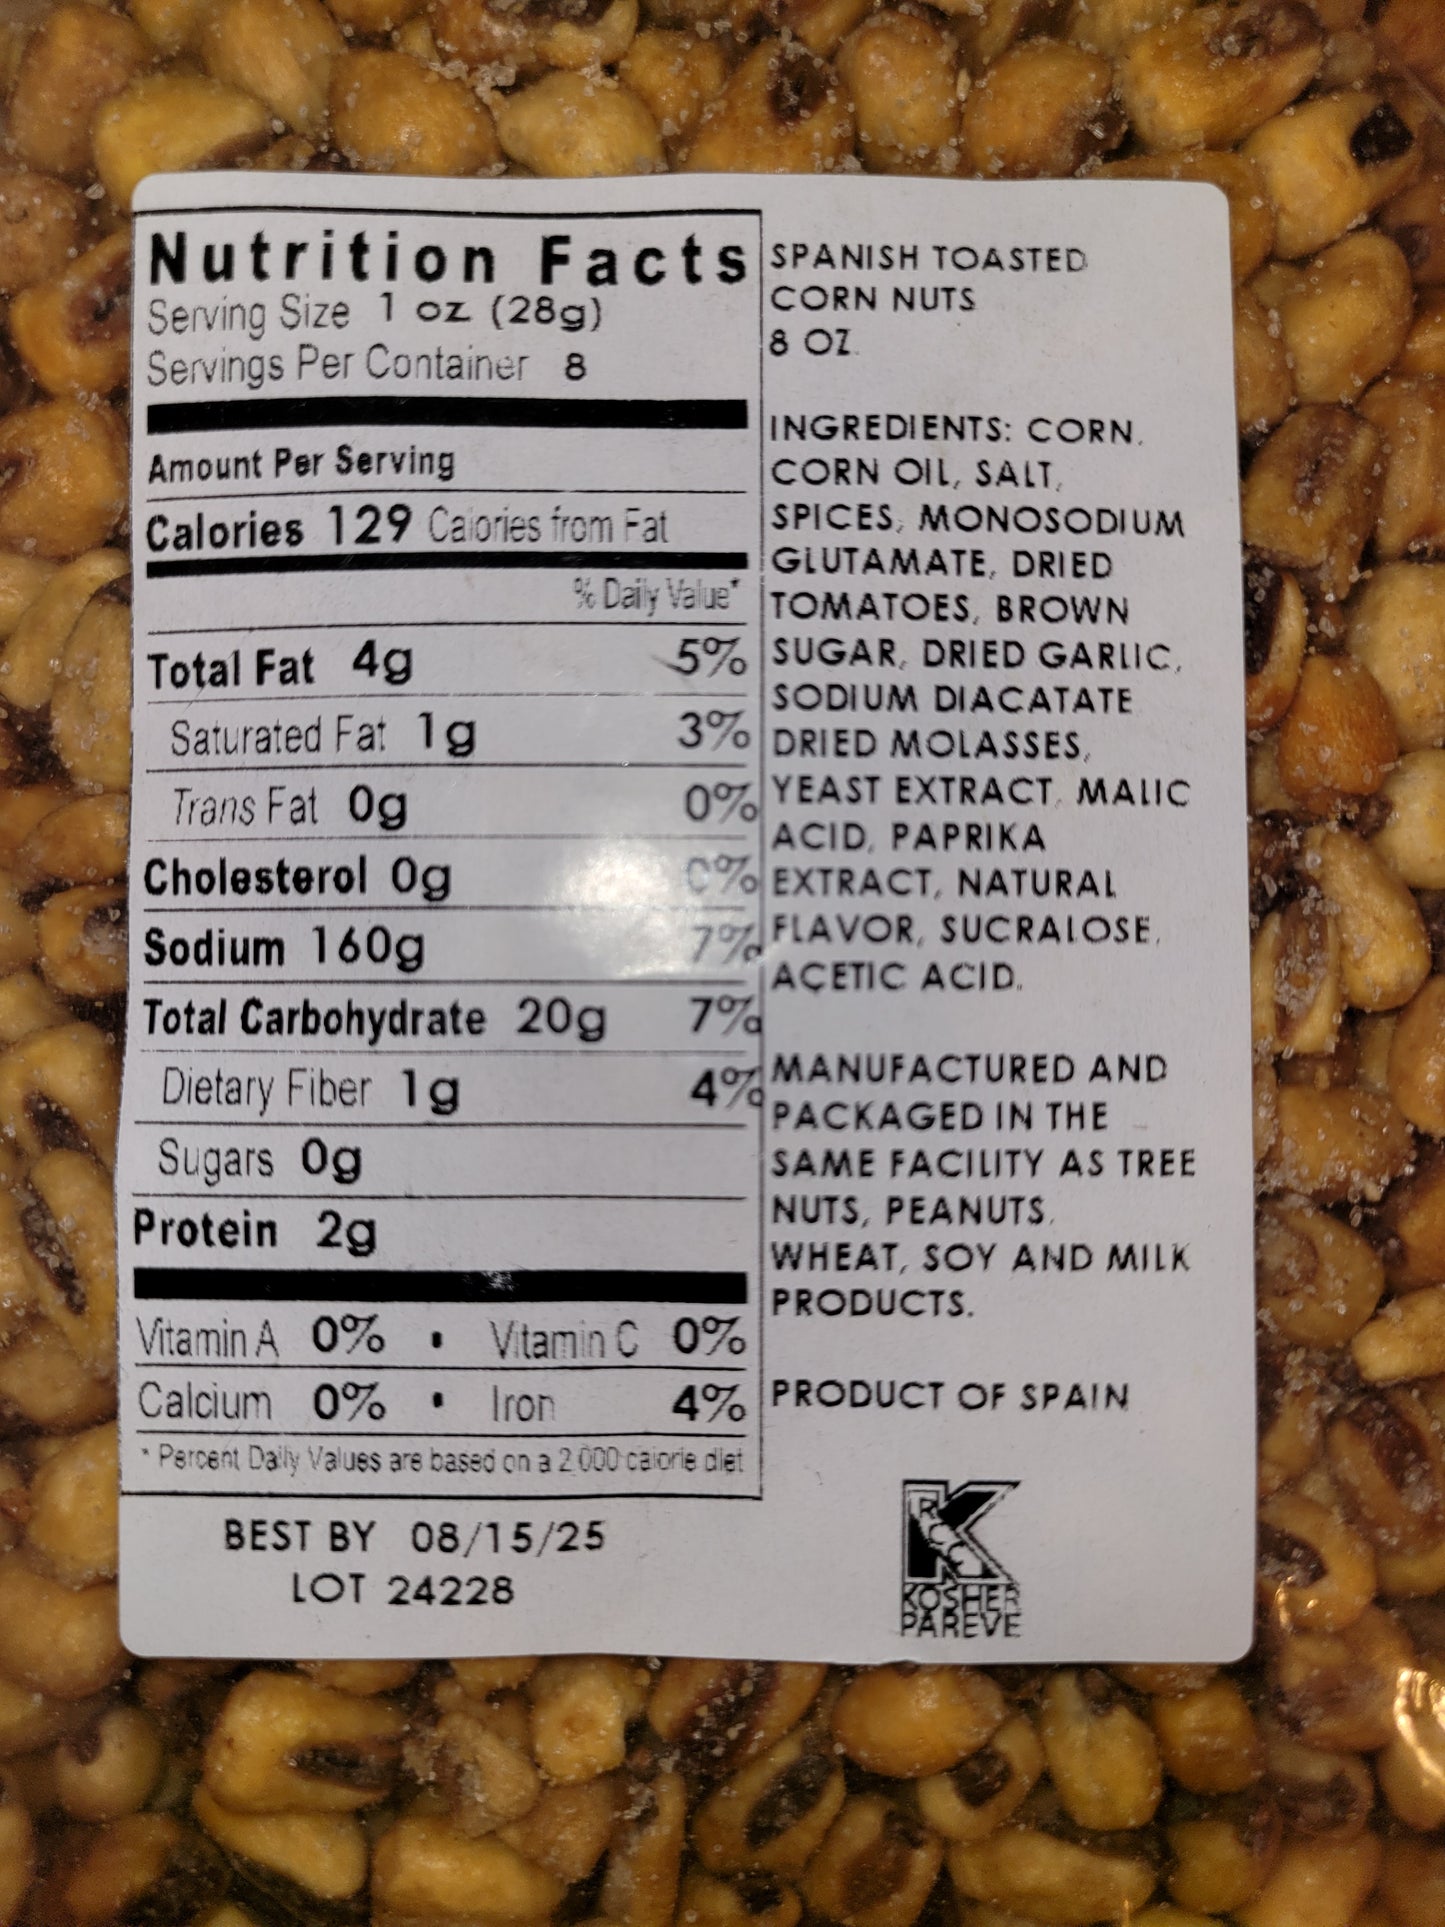 Nutrition Facts
Serving Size 1 oz (28g)
Servings Per Container 8
Amount Per Serving
Calories 129 Calories from Fat
% Daily Value*
Total Fat 4g 5%
Saturated Fat 1g 3%
Trans Fat 0g 0%
Cholesterol 0g 0%
Sodium 160g 7%
Total Carbohydrate 20g 7%
Dietary Fiber 1g 4%
Sugars 0g
Protein 2g
Vitamin A 0% • Vitamin C 0%
Calcium 0% • Iron 4%
* Percent Daily Values are based on a 2,000 calorie diet
BEST BY 08/15/25
LOT 24228
SPANISH TOASTED
CORN NUTS
8 OZ.
INGREDIENTS: CORN,
CORN OIL, SALT,
SPICES, MONOSODIUM
GLUTAMATE, DRIED
TOMATOES, BROWN
SUGAR, DRIED GARLIC,
SODIUM DIACATATE
DRIED MOLASSES,
YEAST EXTRACT, MALIC
ACID, PAPRIKA
EXTRACT, NATURAL
FLAVOR, SUCRALOSE,
ACETIC ACID.
MANUFACTURED AND
PACKAGED IN THE
SAME FACILITY AS TREE
NUTS, PEANUTS,
WHEAT, SOY AND MILK
PRODUCTS.
PRODUCT OF SPAIN
K
KOSHER
PAREVE